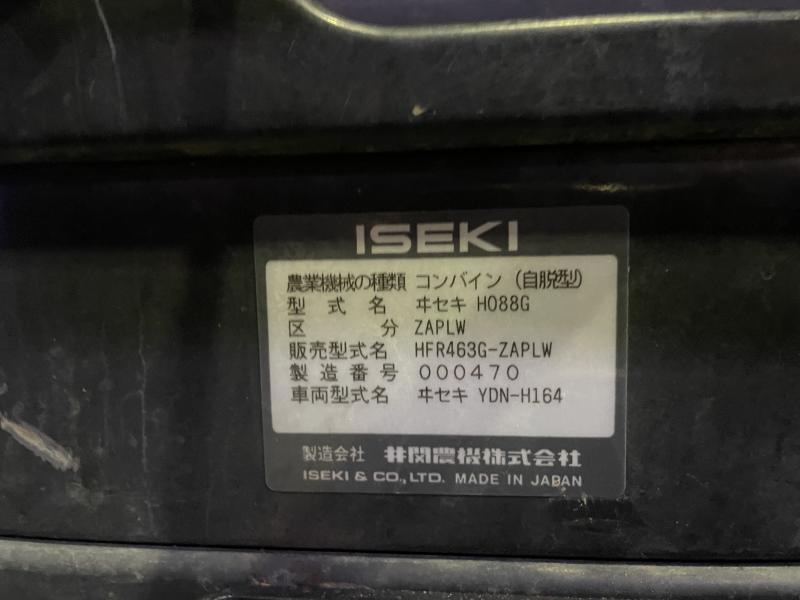 ISEKI
農業機械の種類 コンバイン (自脱型)
型式名 ヰセキ H088G
区分 ZAPLW
販売型式名 HFR463G-ZAPLW
製造番号 000470
車両型式名 ヰセキ YDN-H164
製造会社 井関農機株式会社
ISEKI & CO., LTD. MADE IN JAPAN